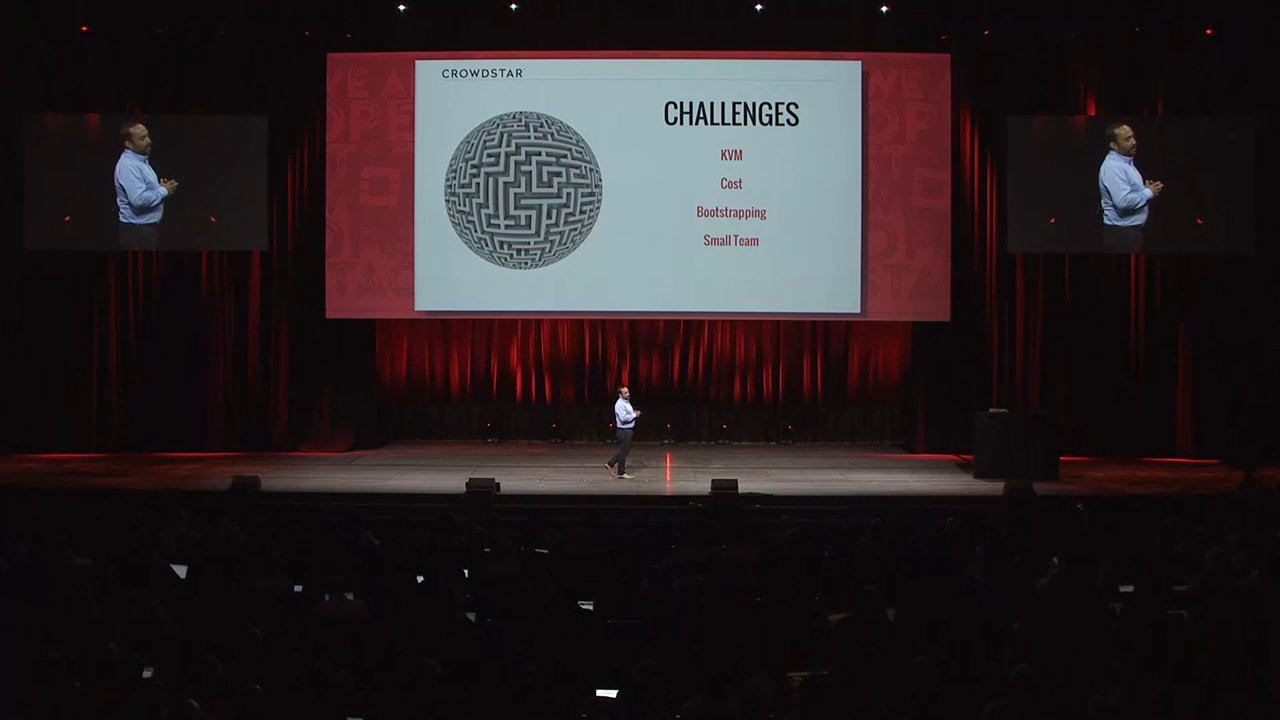 CROWDSTAR
CHALLENGES
KVM
Cost
Bootstrapping
Small Team